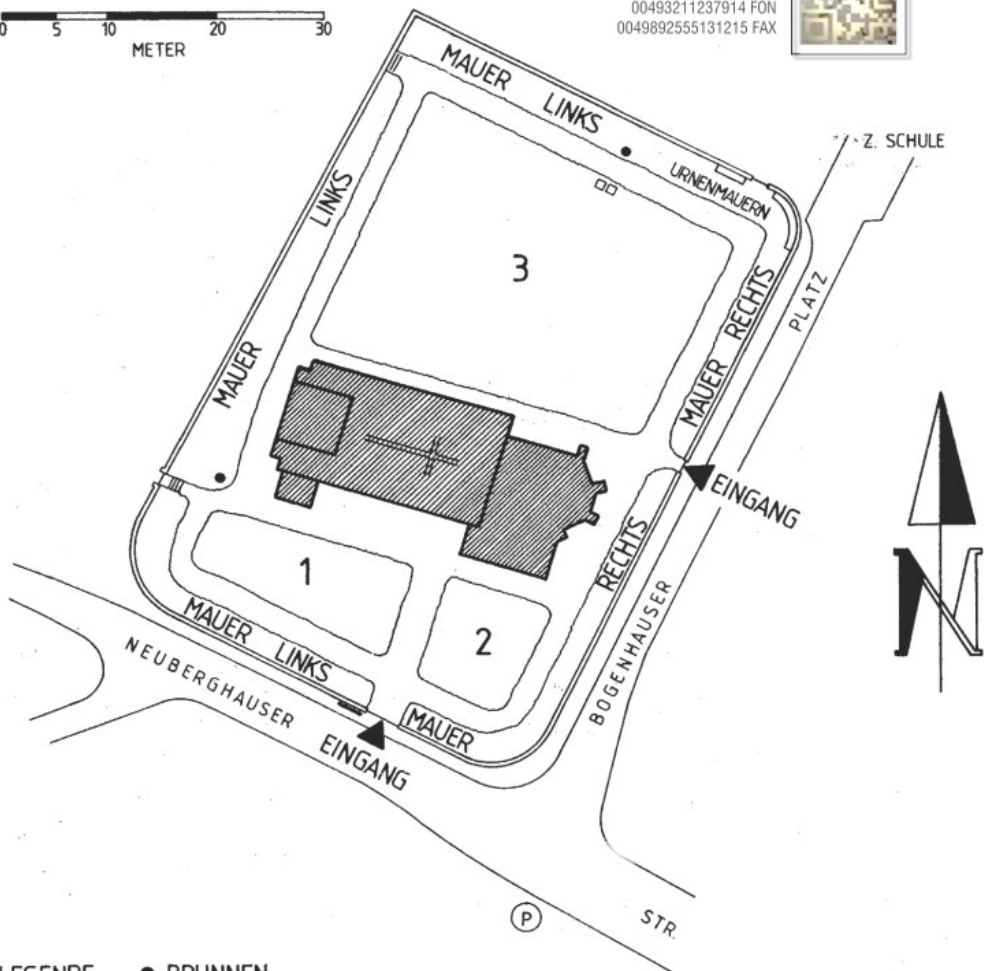 0 5 10 20 30
METER
00493211237914 FON
0049892555131215 FAX
MAUER LINKS
Z. SCHULE
URNENMAUERN
LINKS
3
MAUER RECHTS
PLATZ
MAUER
EINGANG
RECHTS
1
2
MAUER LINKS
NEUBERGHAUSER
BOGENHAUSER
MAUER
EINGANG
N
P
STR.
LEGENDE BRUNNEN